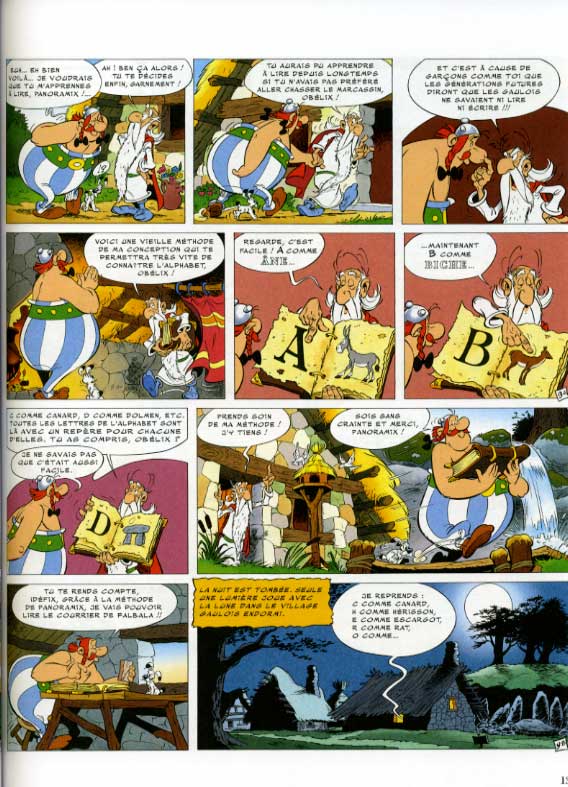 EUH... EH BIEN
VOILÀ... JE VOUDRAIS
QUE TU M'APPRENNES
À LIRE, PANORAMIX !...
AH ! BEN ÇA ALORS !
TU TE DÉCIDES
ENFIN, GARNEMENT !
TU AURAIS PU APPRENDRE
À LIRE DEPUIS LONGTEMPS
SI TU N'AVAIS PAS PRÉFÉRÉ
ALLER CHASSER LE MARCASSIN,
OBÉLIX !
ET C'EST À CAUSE DE
GARÇONS COMME TOI QUE
LES GÉNÉRATIONS FUTURES
DIRONT QUE LES GAULOIS
NE SAVAIENT NI LIRE
NI ÉCRIRE !!!
VOICI UNE VIEILLE MÉTHODE
DE MA CONCEPTION QUI TE
PERMETTRA TRÈS VITE DE
CONNAÎTRE L'ALPHABET,
OBÉLIX !
REGARDE, C'EST
FACILE ! A COMME
ÂNE...
A
...MAINTENANT
B COMME
BICHE...
B
C COMME CANARD, D COMME DOLMEN, ETC.
TOUTES LES LETTRES DE L'ALPHABET SONT
LÀ AVEC UN REPÈRE POUR CHACUNE
D'ELLES. TU AS COMPRIS, OBÉLIX ?
JE NE SAVAIS PAS
QUE C'ÉTAIT AUSSI
FACILE.
D
PRENDS SOIN
DE MA MÉTHODE !
J'Y TIENS !
SOIS SANS
CRAINTE ET MERCI,
PANORAMIX !
TU TE RENDS COMPTE,
IDÉFIX, GRÂCE À LA MÉTHODE
DE PANORAMIX, JE VAIS POUVOIR
LIRE LE COURRIER DE FALBALA !!
LA NUIT EST TOMBÉE. SEULE
UNE LUMIÈRE JOUE AVEC
LA LUNE DANS LE VILLAGE
GAULOIS ENDORMI.
JE REPRENDS :
C COMME CANARD,
H COMME HÉRISSON,
E COMME ESCARGOT,
R COMME RAT,
O COMME...